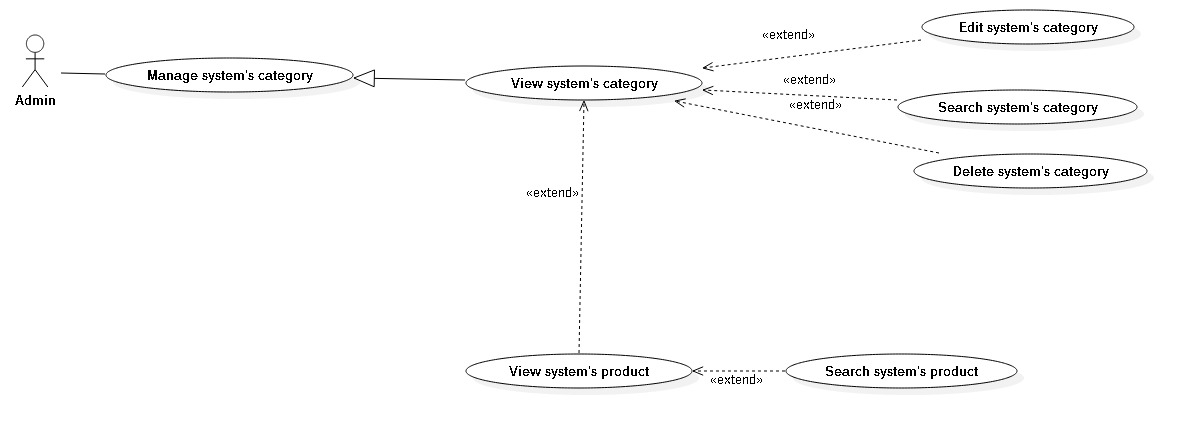 Edit system's category
«extend»
Manage system's category
View system's category
«extend»
Admin
«extend»
Search system's category
Delete system's category
«extend»
View system's product
Search system's product
«extend»